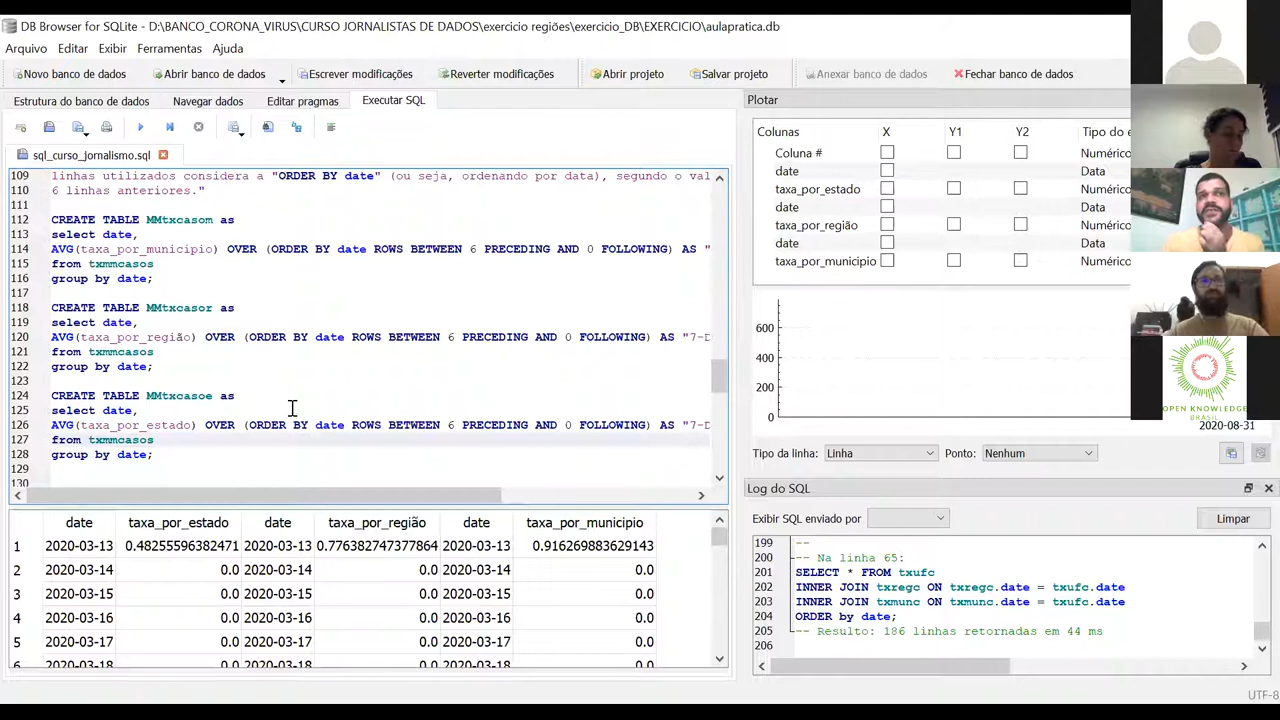 DB Browser for SQLite - D:\BANCO_CORONA_VIRUS\CURSO JORNALISTAS DE DADOS\exercicio regiões\exercicio_DB\EXERCICIO\aulapratica.db
Arquivo Editar Exibir Ferramentas Ajuda
Novo banco de dados Abrir banco de dados Escrever modificações Reverter modificações Abrir projeto Salvar projeto Anexar banco de dados Fechar banco de dados
Estrutura do banco de dados Navegar dados Editar pragmas Executar SQL
sql_curso_jornalismo.sql
109 linhas utilizados considera a "ORDER BY date" (ou seja, ordenando por data), segundo o val
110 6 linhas anteriores."
111
112 CREATE TABLE MMtxcasom as
113 select date,
114 AVG(taxa_por_municipio) OVER (ORDER BY date ROWS BETWEEN 6 PRECEDING AND 0 FOLLOWING) AS "
115 from txmmcasos
116 group by date;
117
118 CREATE TABLE MMtxcasor as
119 select date,
120 AVG(taxa_por_região) OVER (ORDER BY date ROWS BETWEEN 6 PRECEDING AND 0 FOLLOWING) AS "7-D
121 from txmmcasos
122 group by date;
123
124 CREATE TABLE MMtxcasoe as
125 select date,
126 AVG(taxa_por_estado) OVER (ORDER BY date ROWS BETWEEN 6 PRECEDING AND 0 FOLLOWING) AS "7-D
127 from txmmcasos
128 group by date;
129
130
date taxa_por_estado date taxa_por_região date taxa_por_municipio
1 2020-03-13 0.48255596382471 2020-03-13 0.776382747377864 2020-03-13 0.916269883629143
2 2020-03-14 0.0 2020-03-14 0.0 2020-03-14 0.0
3 2020-03-15 0.0 2020-03-15 0.0 2020-03-15 0.0
4 2020-03-16 0.0 2020-03-16 0.0 2020-03-16 0.0
5 2020-03-17 0.0 2020-03-17 0.0 2020-03-17 0.0
6 2020-03-18 0.0 2020-03-18 0.0 2020-03-18 0.0
Plotar
Colunas X Y1 Y2 Tipo do e
Coluna # Numérico
date Data
taxa_por_estado Numérico
date Data
taxa_por_região Numérico
date Data
taxa_por_municipio Numérico
600
400
200
0
2020-08-31
Tipo da linha: Linha Ponto: Nenhum
Log do SQL
Exibir SQL enviado por Limpar
199 --
200 -- Na linha 65:
201 SELECT * FROM txufc
202 INNER JOIN txregc ON txregc.date = txufc.date
203 INNER JOIN txmunc ON txmunc.date = txufc.date
204 ORDER by date;
205 -- Resulto: 186 linhas retornadas em 44 ms
206
UTF-8
OPEN KNOWLEDGE
BRASIL